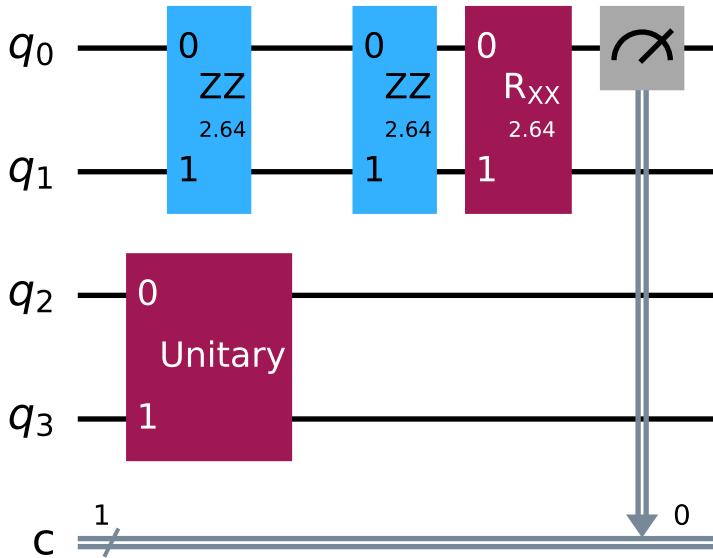 q0 0 0 0
ZZ ZZ RXX
2.64 2.64 2.64
q1 1 1 1
q2 0
Unitary
q3 1
1 0
c